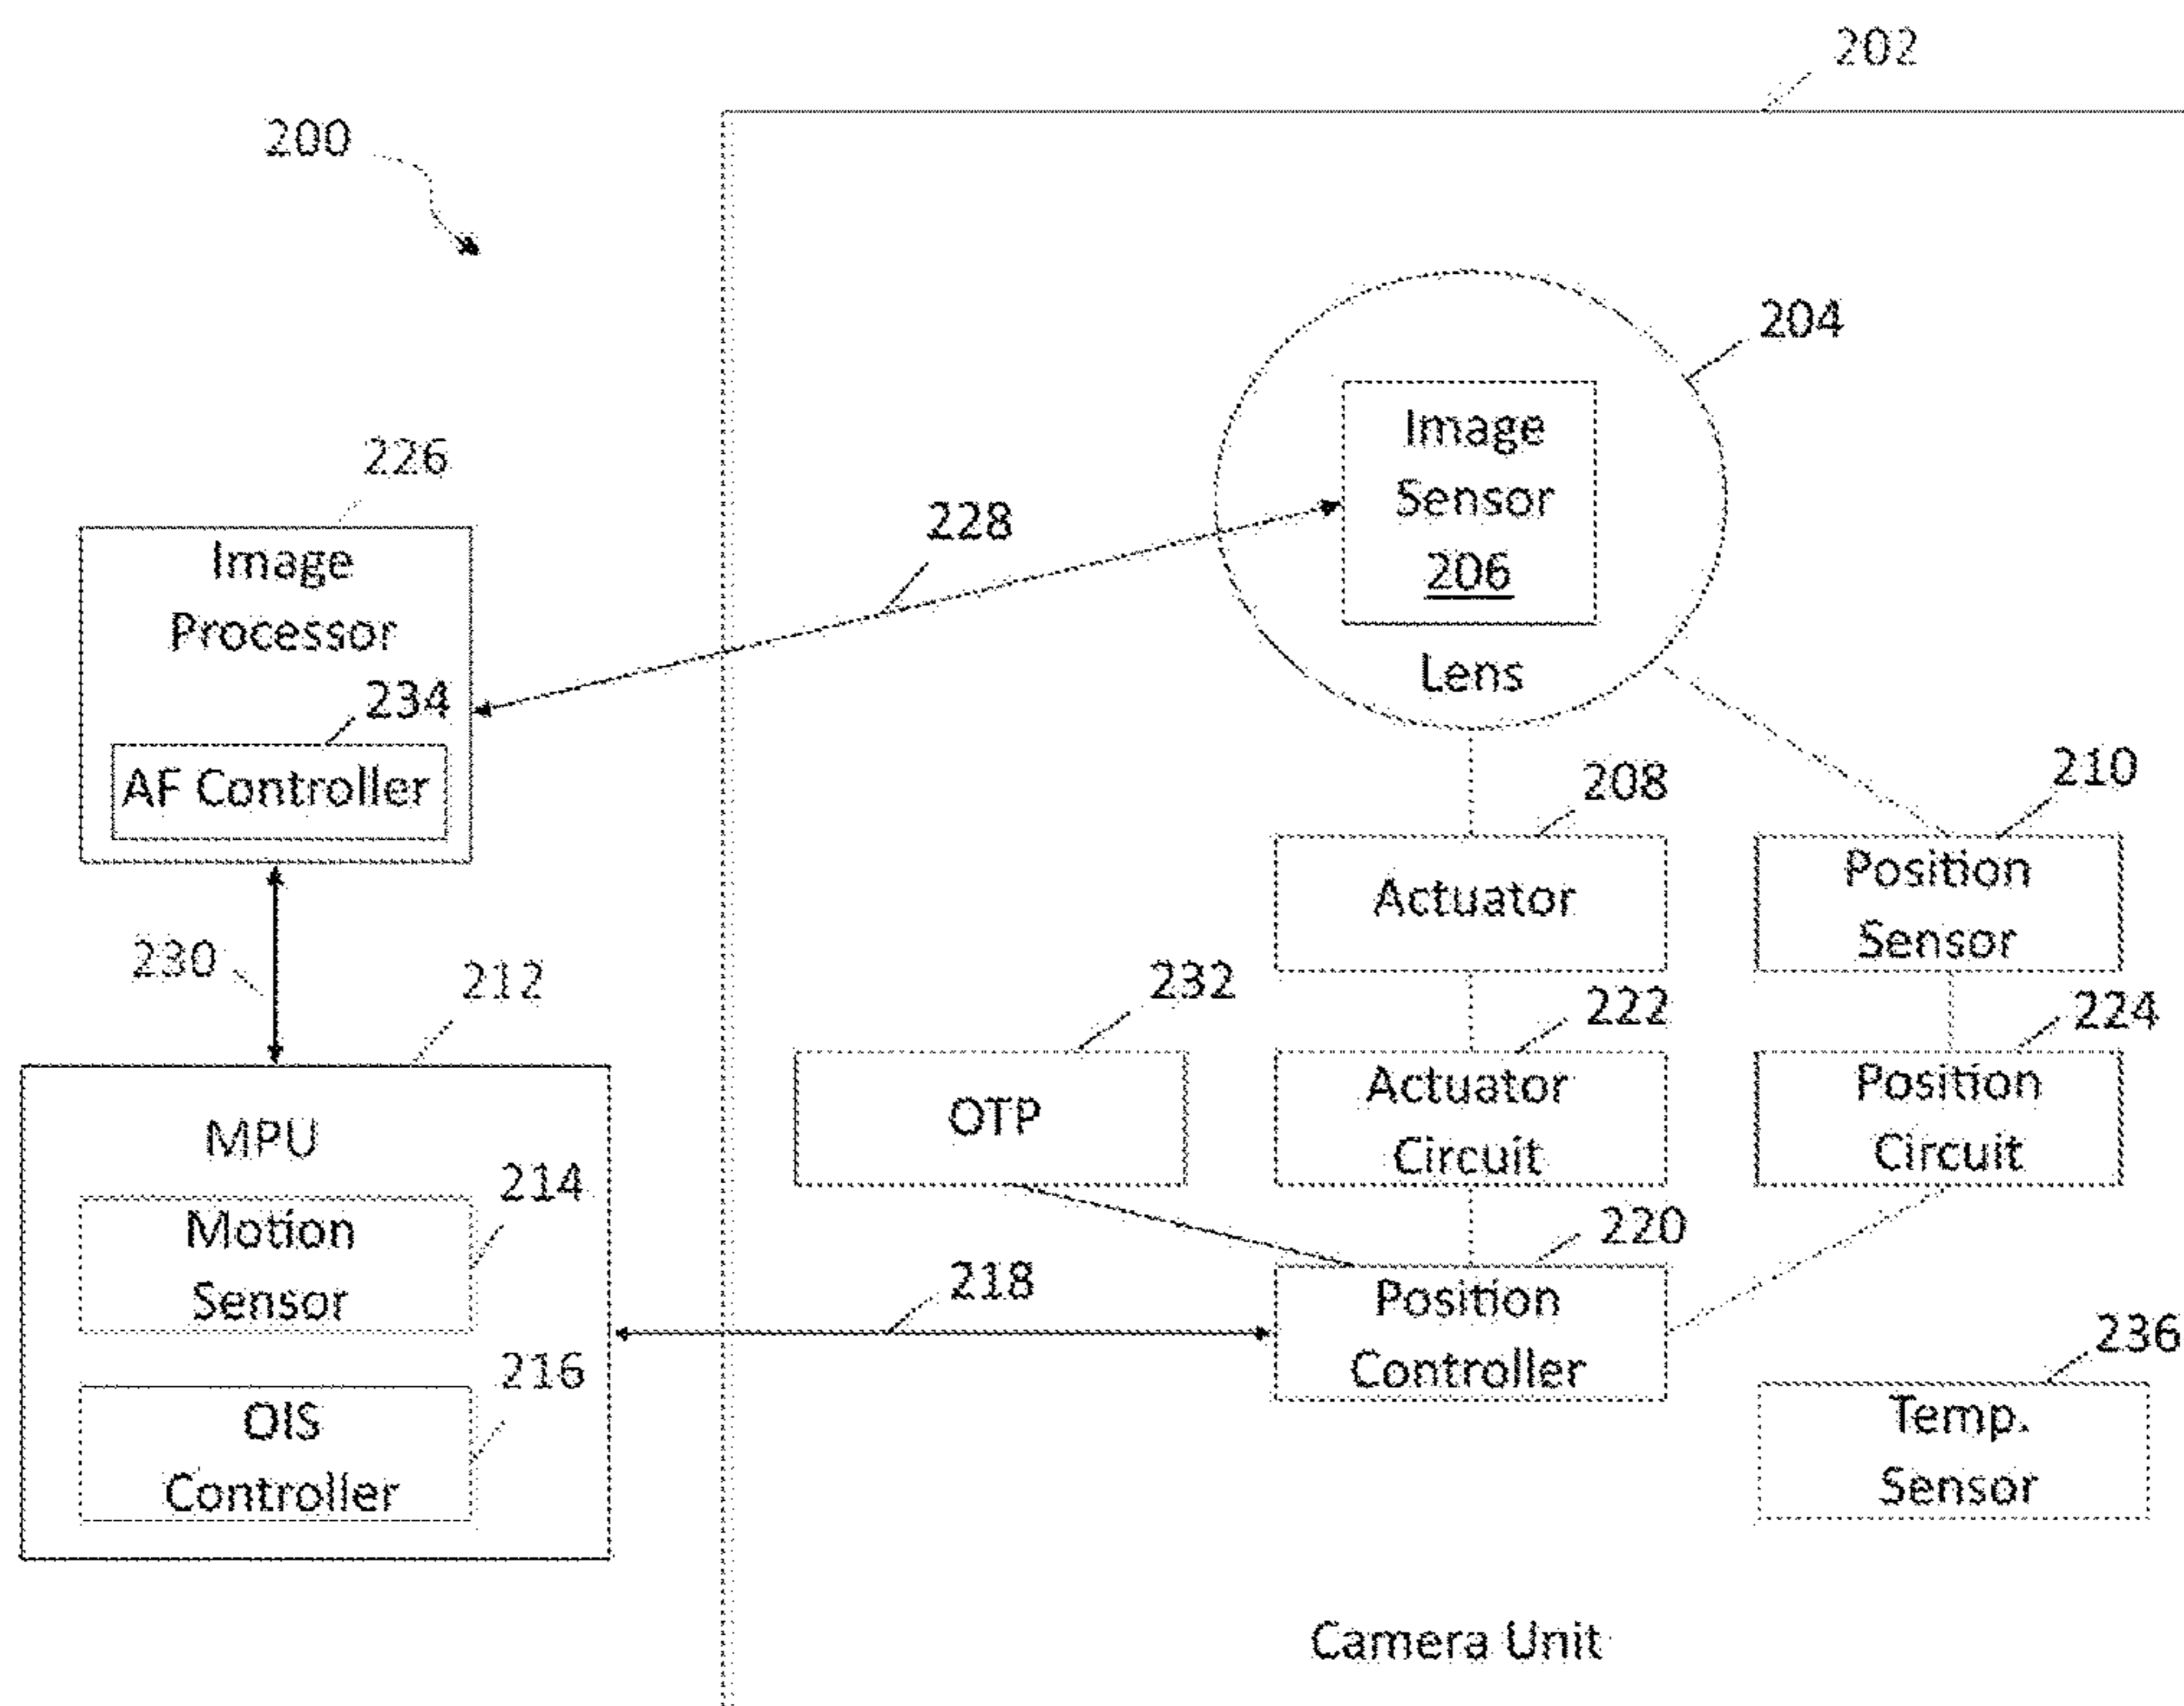 202
200
204
Image
Sensor
206
Lens
226
228
Image
Processor
234
AF Controller
208
210
Actuator
Position
Sensor
230
212
232
222
224
OTP
Actuator
Circuit
Position
Circuit
MPU
214
Motion
Sensor
220
218
Position
Controller
216
OIS
Controller
236
Temp.
Sensor
Camera Unit